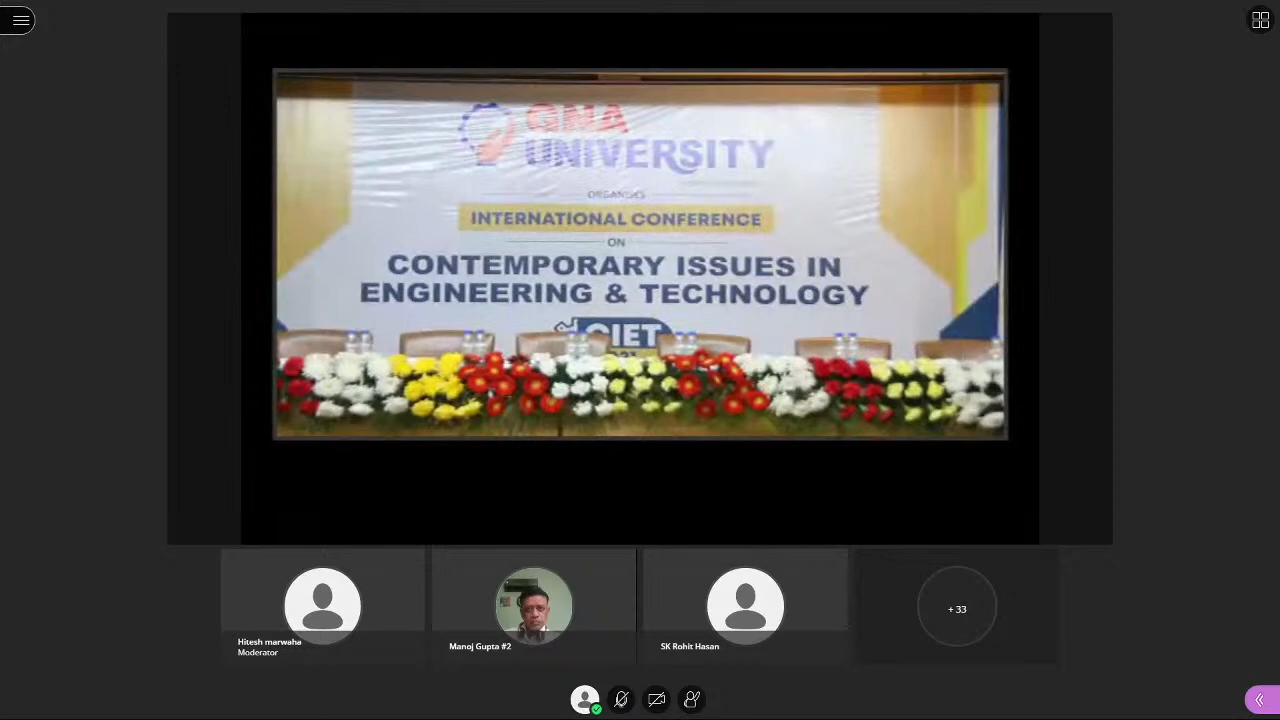 GNA
UNIVERSITY
ORGANISES
INTERNATIONAL CONFERENCE
ON
CONTEMPORARY ISSUES IN
ENGINEERING & TECHNOLOGY
CIET
Hitesh marwaha
Moderator
Manoj Gupta #2
SK Rohit Hasan
+ 33